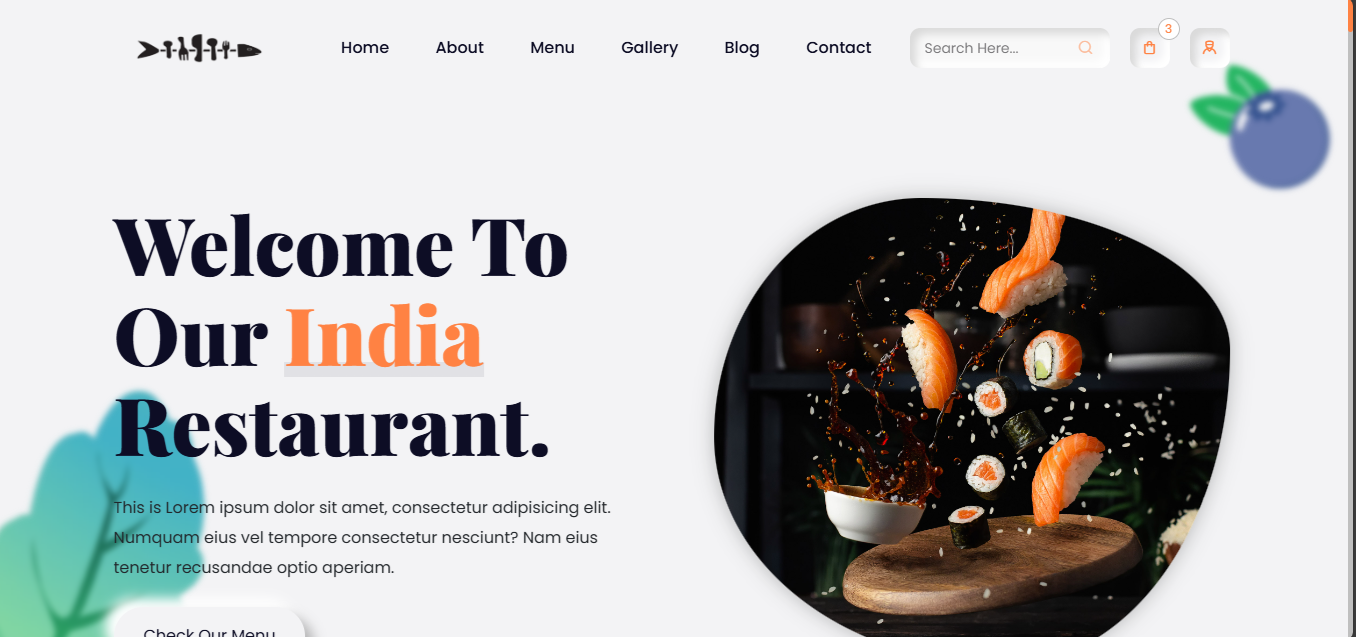 Home About Menu Gallery Blog Contact Search Here... 3
Welcome To
Our India
Restaurant.
This is Lorem ipsum dolor sit amet, consectetur adipisicing elit.
Numquam eius vel tempore consectetur nesciunt? Nam eius
tenetur recusandae optio aperiam.
Check Our Menu